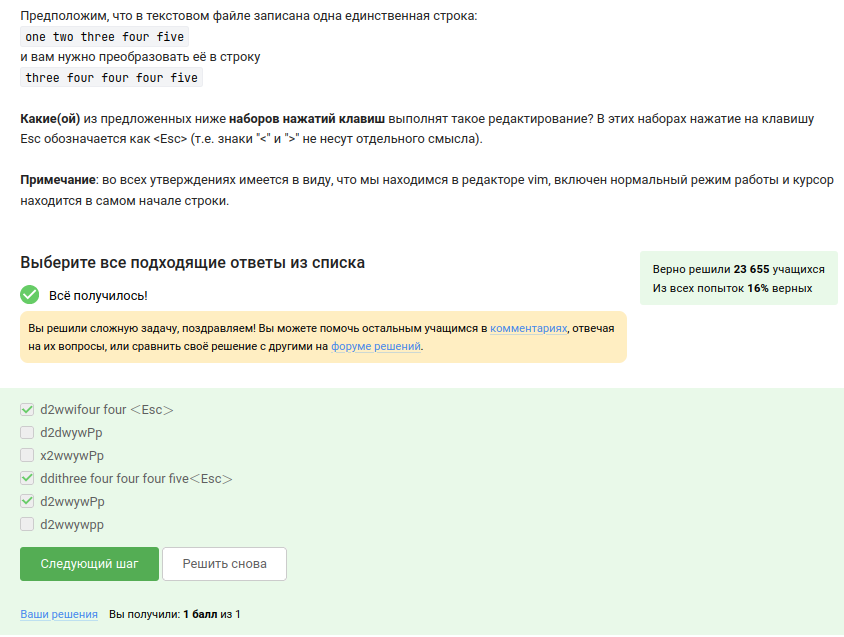 Предположим, что в текстовом файле записана одна единственная строка:
one two three four five
и вам нужно преобразовать её в строку
three four four four five
Какие(ой) из предложенных ниже наборов нажатий клавиш выполнят такое редактирование? В этих наборах нажатие на клавишу
Esc обозначается как <Esc> (т.е. знаки "<" и ">" не несут отдельного смысла).
Примечание: во всех утверждениях имеется в виду, что мы находимся в редакторе vim, включен нормальный режим работы и курсор
находится в самом начале строки.
Выберите все подходящие ответы из списка
Верно решили 23 655 учащихся
Из всех попыток 16% верных
Всё получилось!
Вы решили сложную задачу, поздравляем! Вы можете помочь остальным учащимся в комментариях, отвечая
на их вопросы, или сравнить своё решение с другими на форуме решений.
d2wwifour four <Esc>
d2dwywPp
x2wwywPp
ddithree four four four five<Esc>
d2wwywPp
d2wwywpp
Следующий шаг
Решить снова
Ваши решения Вы получили: 1 балл из 1